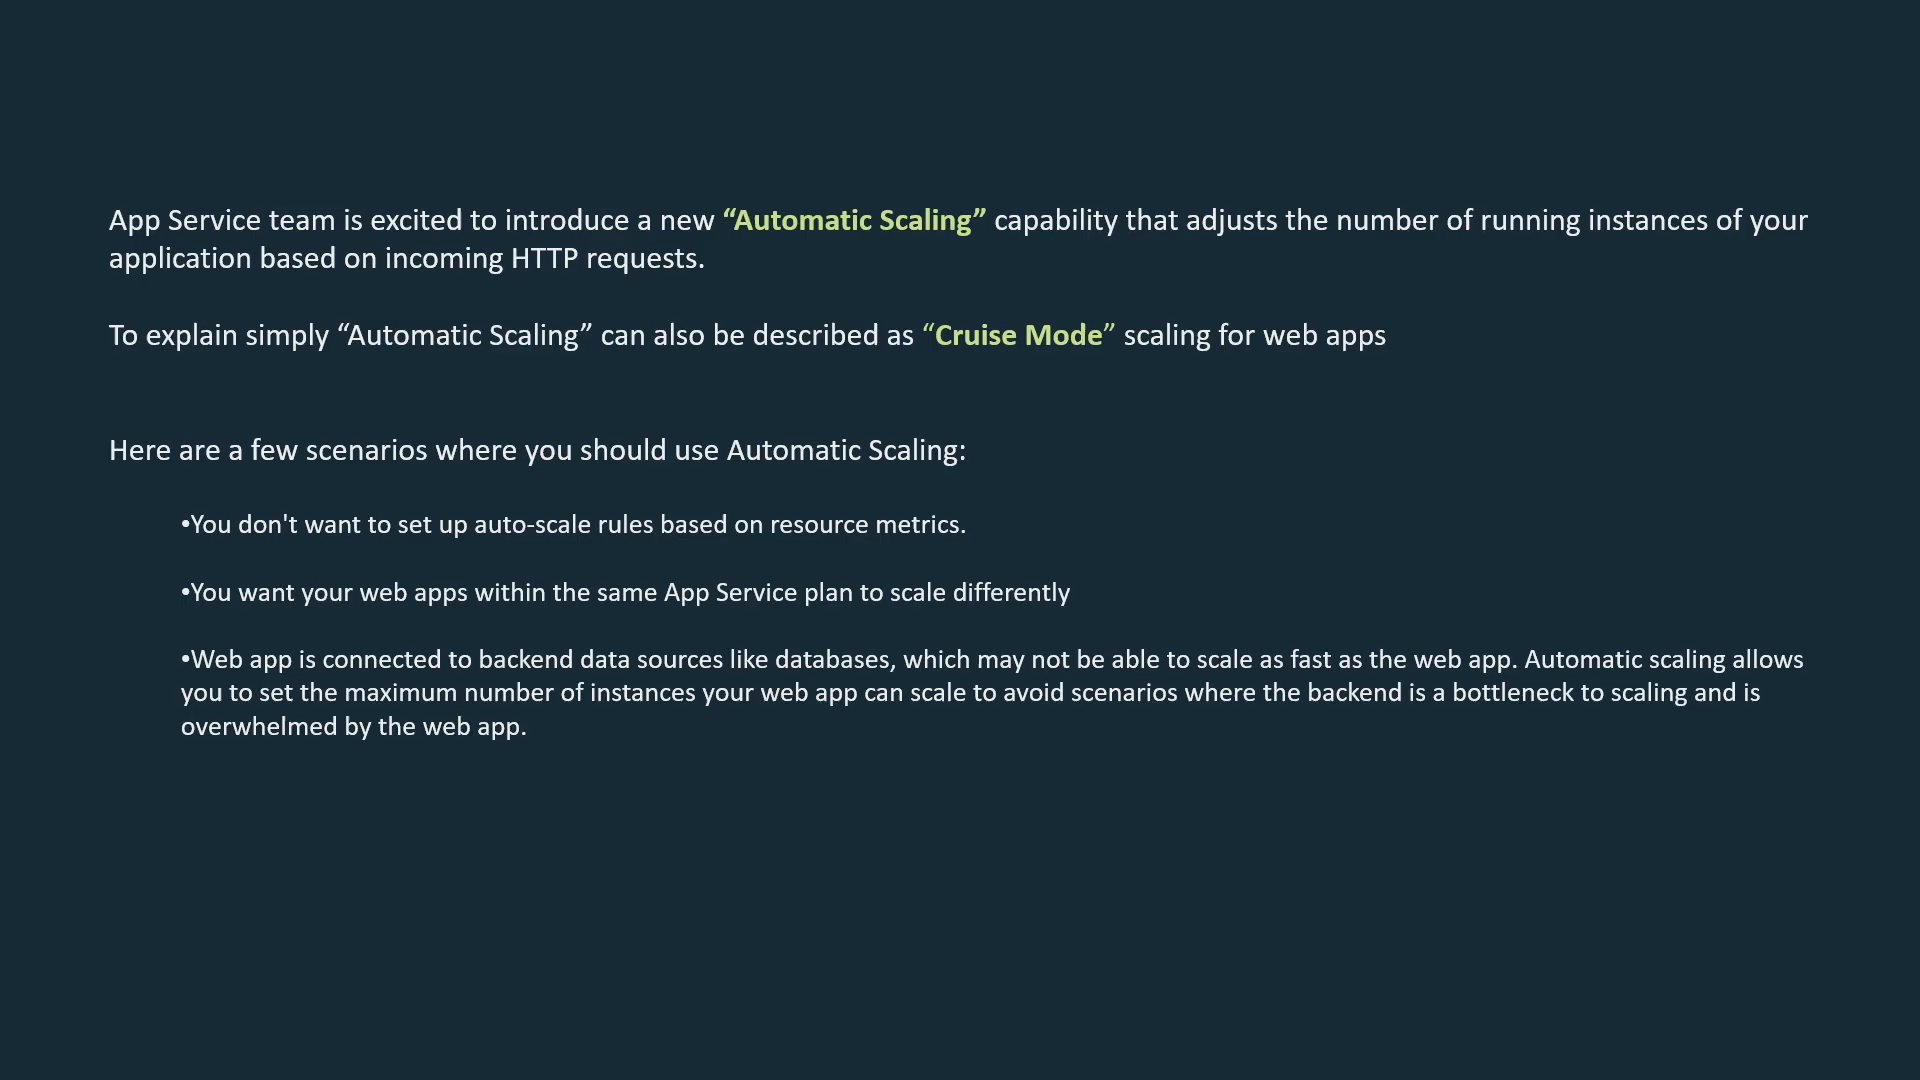 App Service team is excited to introduce a new “Automatic Scaling” capability that adjusts the number of running instances of your
application based on incoming HTTP requests.
To explain simply “Automatic Scaling” can also be described as “Cruise Mode” scaling for web apps
Here are a few scenarios where you should use Automatic Scaling:
•You don't want to set up auto-scale rules based on resource metrics.
•You want your web apps within the same App Service plan to scale differently
•Web app is connected to backend data sources like databases, which may not be able to scale as fast as the web app. Automatic scaling allows
you to set the maximum number of instances your web app can scale to avoid scenarios where the backend is a bottleneck to scaling and is
overwhelmed by the web app.